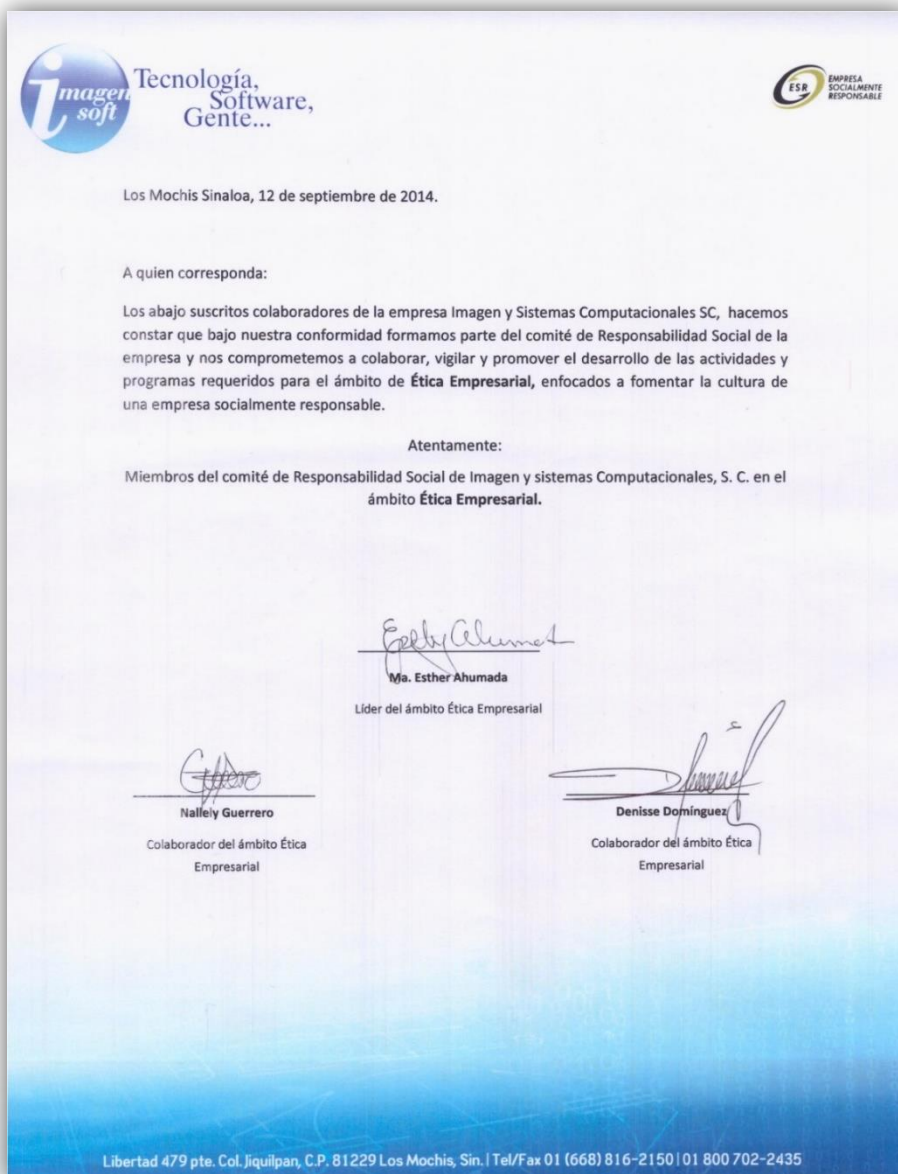 imagen
soft
Tecnología,
Software,
Gente...
ESR
EMPRESA
SOCIALMENTE
RESPONSABLE
Los Mochis Sinaloa, 12 de septiembre de 2014.
A quien corresponda:
Los abajo suscritos colaboradores de la empresa Imagen y Sistemas Computacionales SC, hacemos
constar que bajo nuestra conformidad formamos parte del comité de Responsabilidad Social de la
empresa y nos comprometemos a colaborar, vigilar y promover el desarrollo de las actividades y
programas requeridos para el ámbito de Ética Empresarial, enfocados a fomentar la cultura de
una empresa socialmente responsable.
Atentamente:
Miembros del comité de Responsabilidad Social de Imagen y sistemas Computacionales, S. C. en el
ámbito Ética Empresarial.
Ma. Esther Ahumada
Líder del ámbito Ética Empresarial
Nallely Guerrero
Colaborador del ámbito Ética
Empresarial
Denisse Domínguez
Colaborador del ámbito Ética
Empresarial
Libertad 479 pte. Col. Jiquilpan, C.P. 81229 Los Mochis, Sin. | Tel/Fax 01 (668) 816-2150 | 01 800 702-2435